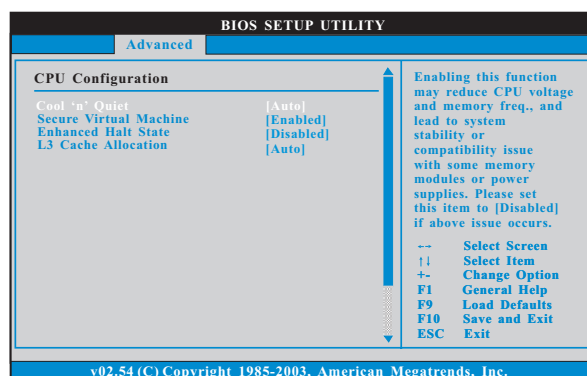 BIOS SETUP UTILITY
Advanced
CPU Configuration
Cool ‘n’ Quiet [Auto]
Secure Virtual Machine [Enabled]
Enhanced Halt State [Disabled]
L3 Cache Allocation [Auto]
Enabling this function
may reduce CPU voltage
and memory freq., and
lead to system
stability or
compatibility issue
with some memory
modules or power
supplies. Please set
this item to [Disabled]
if above issue occurs.
←→ Select Screen
↑↓ Select Item
+- Change Option
F1 General Help
F9 Load Defaults
F10 Save and Exit
ESC Exit
v02.54 (C) Copyright 1985-2003, American Megatrends, Inc.